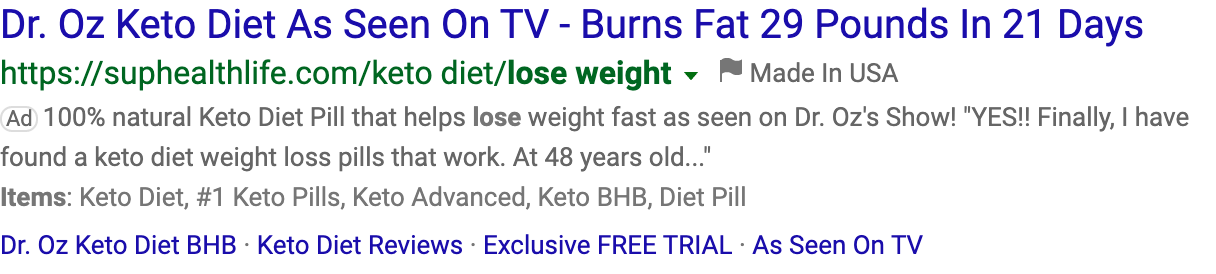 Dr. Oz Keto Diet As Seen On TV - Burns Fat 29 Pounds In 21 Days
https://suphealthlife.com/keto diet/lose weight Made In USA
Ad 100% natural Keto Diet Pill that helps lose weight fast as seen on Dr. Oz's Show! "YES!! Finally, I have
found a keto diet weight loss pills that work. At 48 years old..."
Items: Keto Diet, #1 Keto Pills, Keto Advanced, Keto BHB, Diet Pill
Dr. Oz Keto Diet BHB · Keto Diet Reviews · Exclusive FREE TRIAL · As Seen On TV